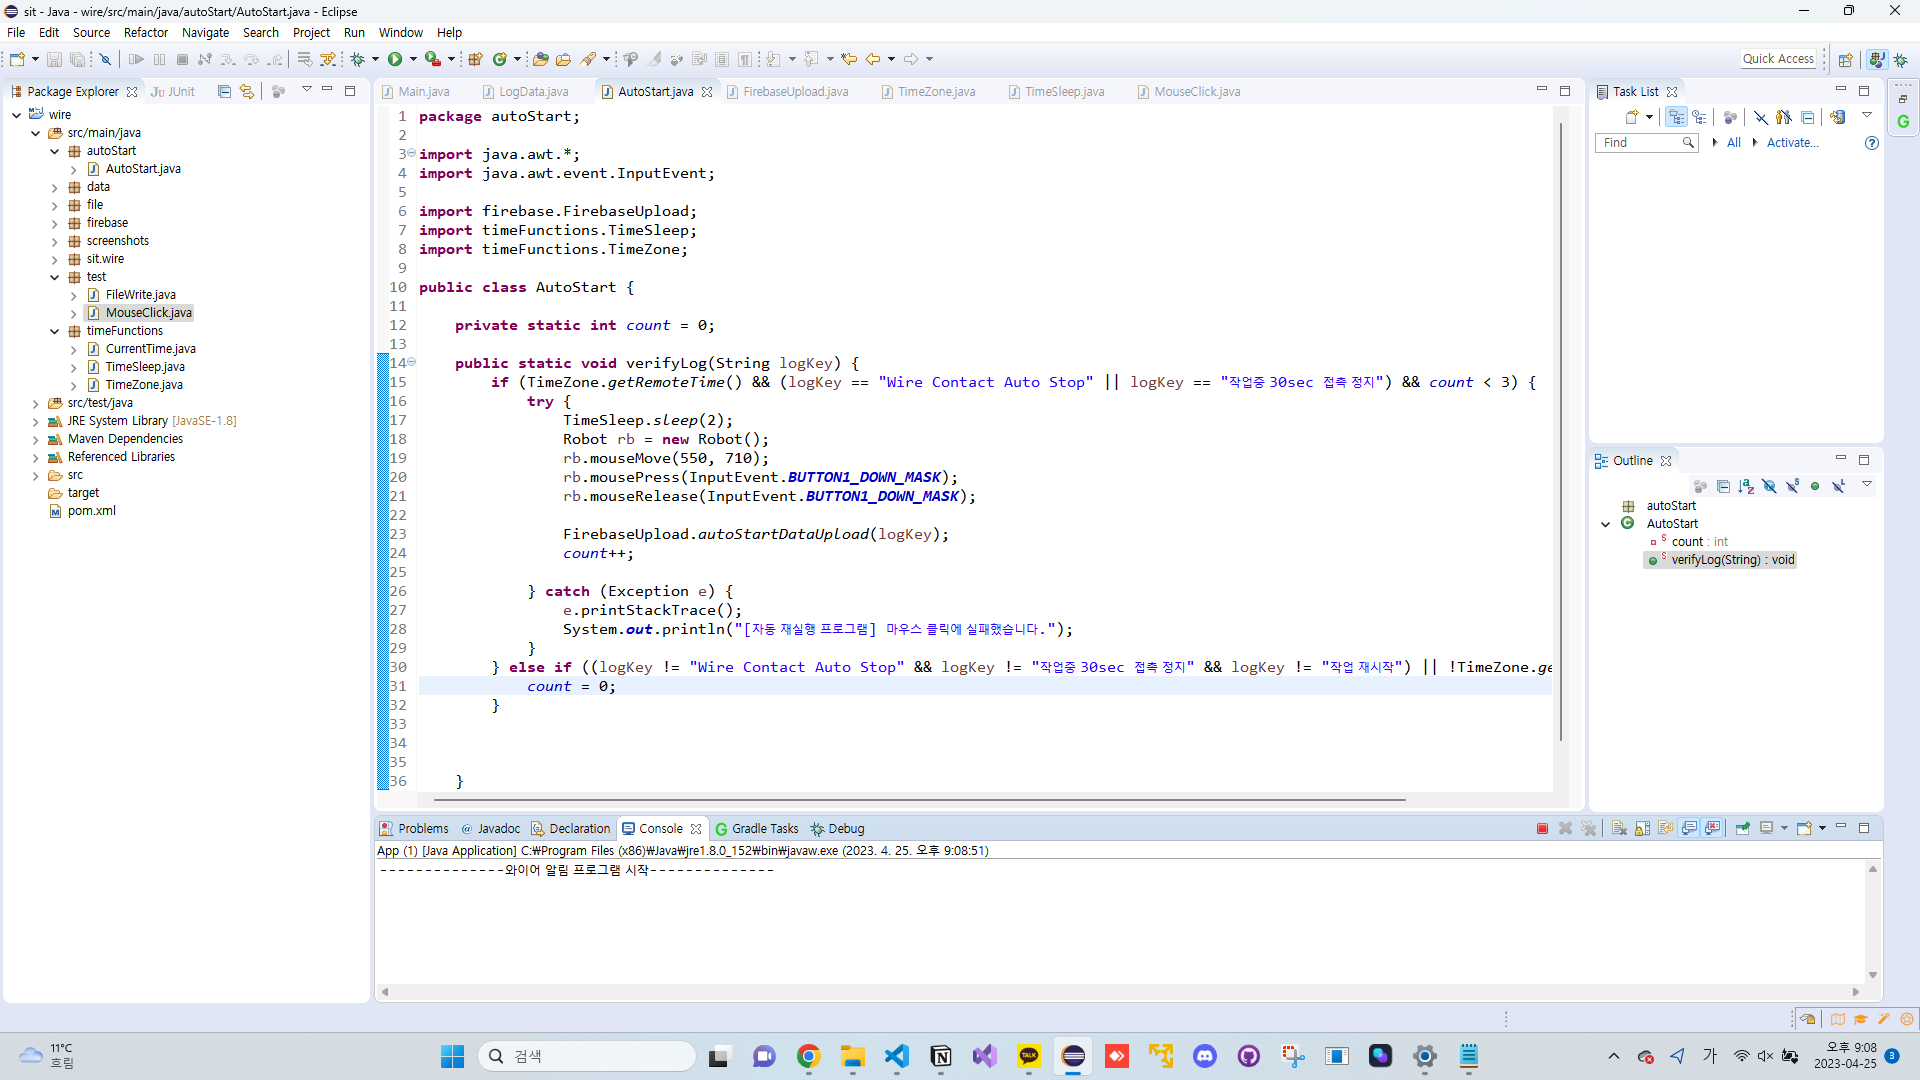 sit - Java - wire/src/main/java/autoStart/AutoStart.java - Eclipse
File Edit Source Refactor Navigate Search Project Run Window Help
Quick Access
Package Explorer
JUnit
wire
src/main/java
autoStart
AutoStart.java
data
file
firebase
screenshots
sit.wire
test
FileWrite.java
MouseClick.java
timeFunctions
CurrentTime.java
TimeSleep.java
TimeZone.java
src/test/java
JRE System Library [JavaSE-1.8]
Maven Dependencies
Referenced Libraries
src
target
pom.xml
Main.java LogData.java AutoStart.java FirebaseUpload.java TimeZone.java TimeSleep.java MouseClick.java
1 package autoStart;
2
3 import java.awt.*;
4 import java.awt.event.InputEvent;
5
6 import firebase.FirebaseUpload;
7 import timeFunctions.TimeSleep;
8 import timeFunctions.TimeZone;
9
10 public class AutoStart {
11
12 private static int count = 0;
13
14 public static void verifyLog(String logKey) {
15 if (TimeZone.getRemoteTime() && (logKey == "Wire Contact Auto Stop" || logKey == "작업중 30sec 접촉 정지") && count < 3) {
16 try {
17 TimeSleep.sleep(2);
18 Robot rb = new Robot();
19 rb.mouseMove(550, 710);
20 rb.mousePress(InputEvent.BUTTON1_DOWN_MASK);
21 rb.mouseRelease(InputEvent.BUTTON1_DOWN_MASK);
22
23 FirebaseUpload.autoStartDataUpload(logKey);
24 count++;
25
26 } catch (Exception e) {
27 e.printStackTrace();
28 System.out.println("[자동 재실행 프로그램] 마우스 클릭에 실패했습니다.");
29 }
30 } else if ((logKey != "Wire Contact Auto Stop" && logKey != "작업중 30sec 접촉 정지" && logKey != "작업 재시작") || !TimeZone.ge
31 count = 0;
32 }
33
34
35
36 }
Task List
Find
All
Activate...
Outline
autoStart
AutoStart
count : int
verifyLog(String) : void
Problems Javadoc Declaration Console Gradle Tasks Debug
App (1) [Java Application] C:₩Program Files (x86)₩Java₩jre1.8.0_152₩bin₩javaw.exe (2023. 4. 25. 오후 9:08:51)
--------------와이어 알림 프로그램 시작--------------
11°C
흐림
검색
TALK
가
오후 9:08
2023-04-25
3